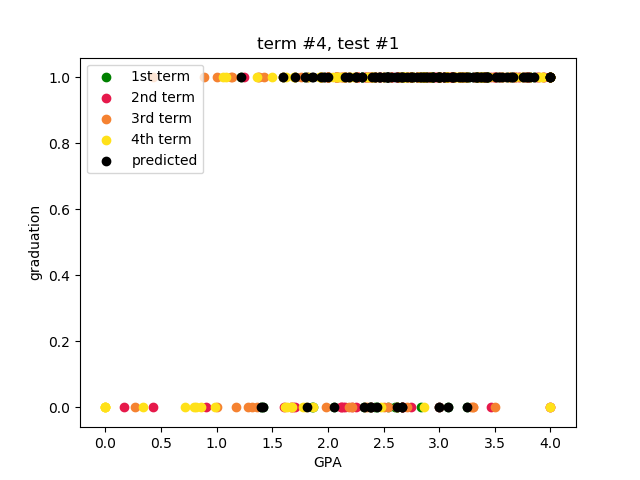 term #4, test #1
1st term
2nd term
3rd term
4th term
predicted
graduation
1.0
0.8
0.6
0.4
0.2
0.0
0.0 0.5 1.0 1.5 2.0 2.5 3.0 3.5 4.0
GPA